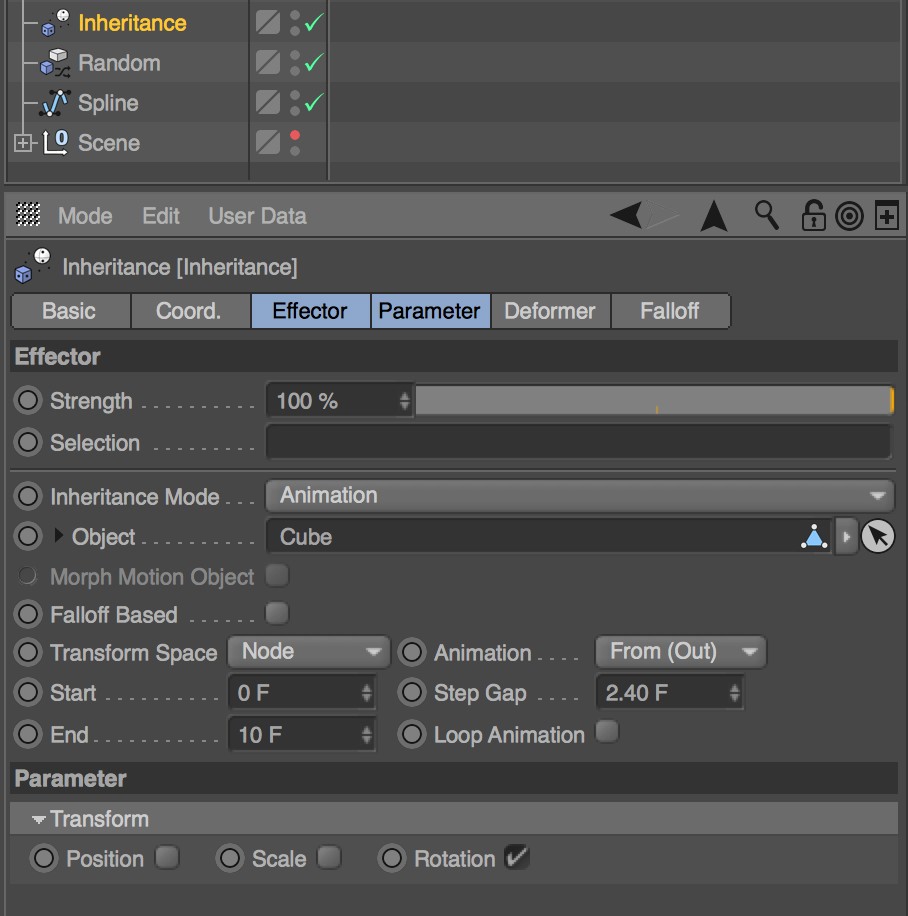 Inheritance
Random
Spline
0 Scene
Mode Edit User Data
Inheritance [Inheritance]
Basic Coord. Effector Parameter Deformer Falloff
Effector
Strength 100 %
Selection
Inheritance Mode Animation
Object Cube
Morph Motion Object
Falloff Based
Transform Space Node Animation From (Out)
Start 0 F Step Gap 2.40 F
End 10 F Loop Animation
Parameter
Transform
Position Scale Rotation